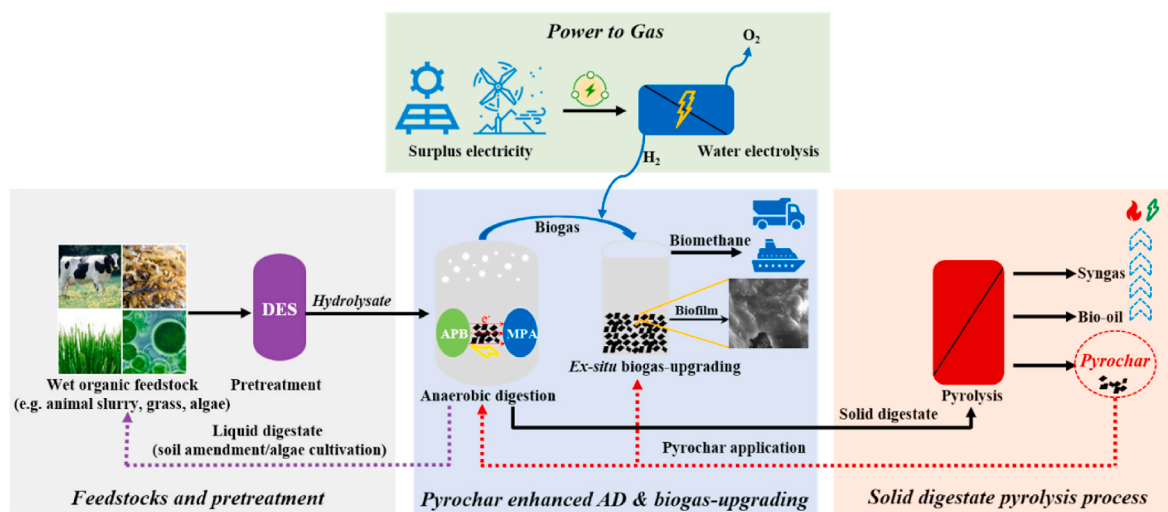 Power to Gas
O2
Surplus electricity
Water electrolysis
H2
Biogas
Biomethane
DES
Hydrolysate
APB
e-
MPA
Biofilm
Syngas
Bio-oil
Pyrochar
Wet organic feedstock
(e.g. animal slurry, grass, algae)
Pretreatment
Anaerobic digestion
Ex-situ biogas-upgrading
Pyrolysis
Liquid digestate
(soil amendment/algae cultivation)
Solid digestate
Pyrochar application
Feedstocks and pretreatment
Pyrochar enhanced AD & biogas-upgrading
Solid digestate pyrolysis process